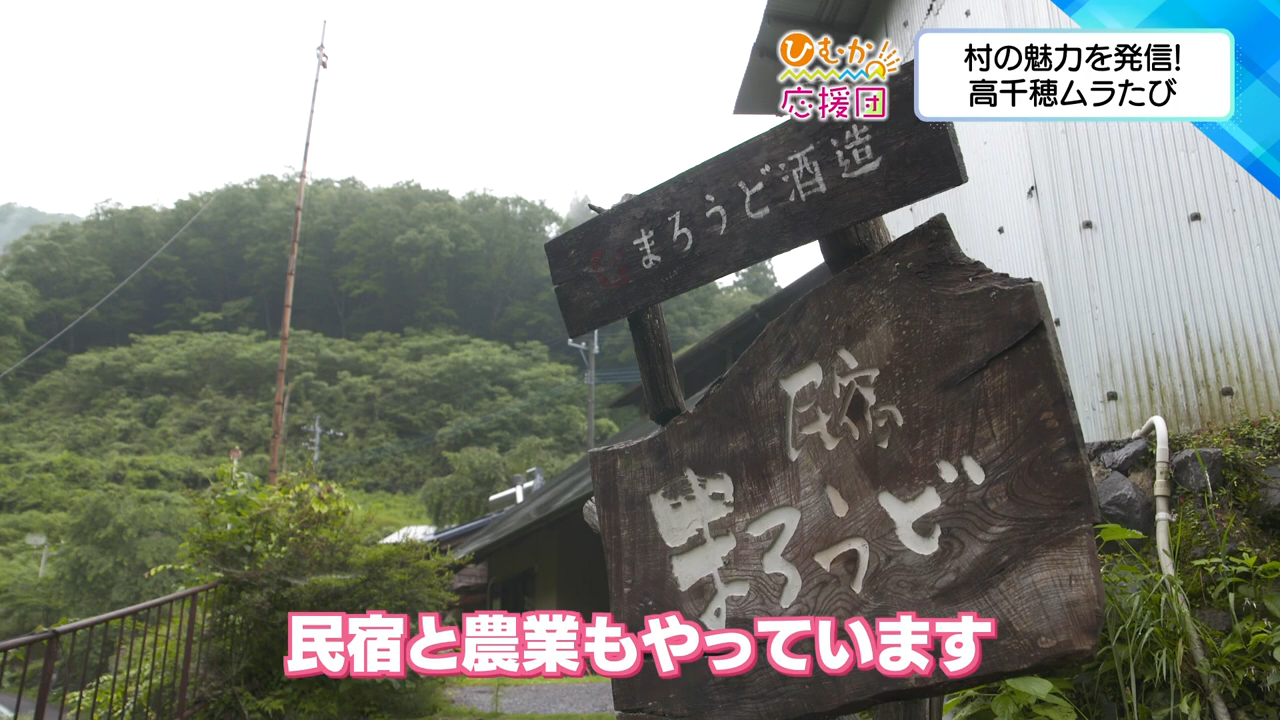 ひむか
応援団
村の魅力を発信!
高千穂ムラたび
まろうど酒造
民宿
まろうど
民宿と農業もやっています